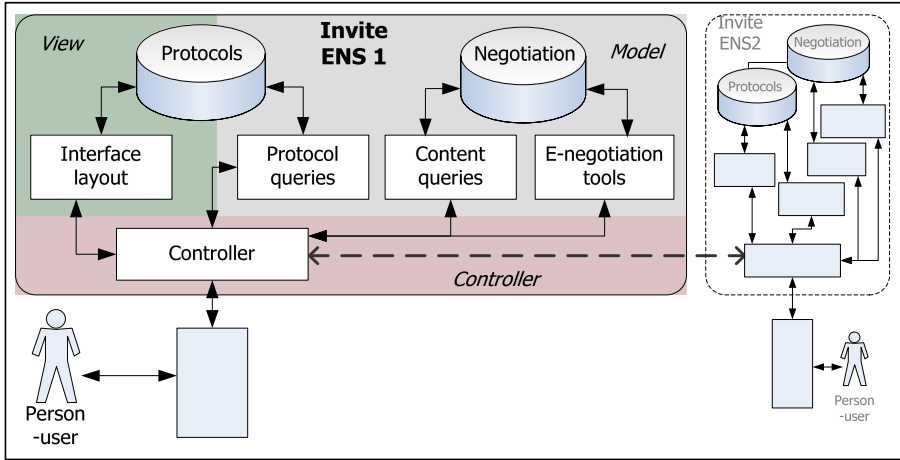 View
Protocols
Invite
ENS 1
Negotiation
Model
Interface
layout
Protocol
queries
Content
queries
E-negotiation
tools
Controller
Controller
Person
-user
Invite
ENS2
Negotiation
Protocols
Person
-user